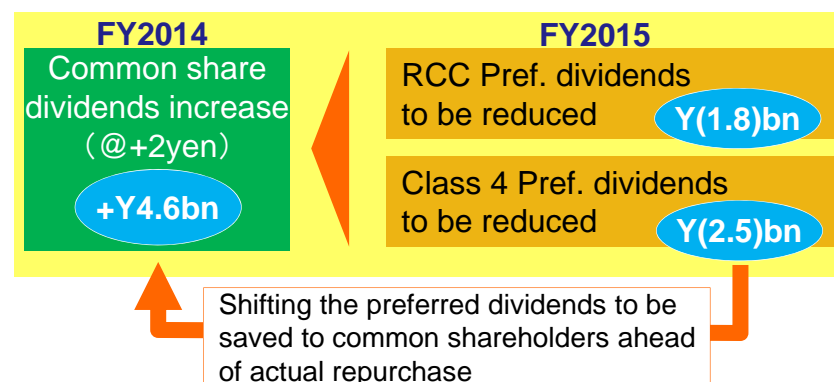 FY2014
Common share
dividends increase
（@+2yen）
+Y4.6bn
FY2015
RCC Pref. dividends
to be reduced
Y(1.8)bn
Class 4 Pref. dividends
to be reduced
Y(2.5)bn
Shifting the preferred dividends to be
saved to common shareholders ahead
of actual repurchase